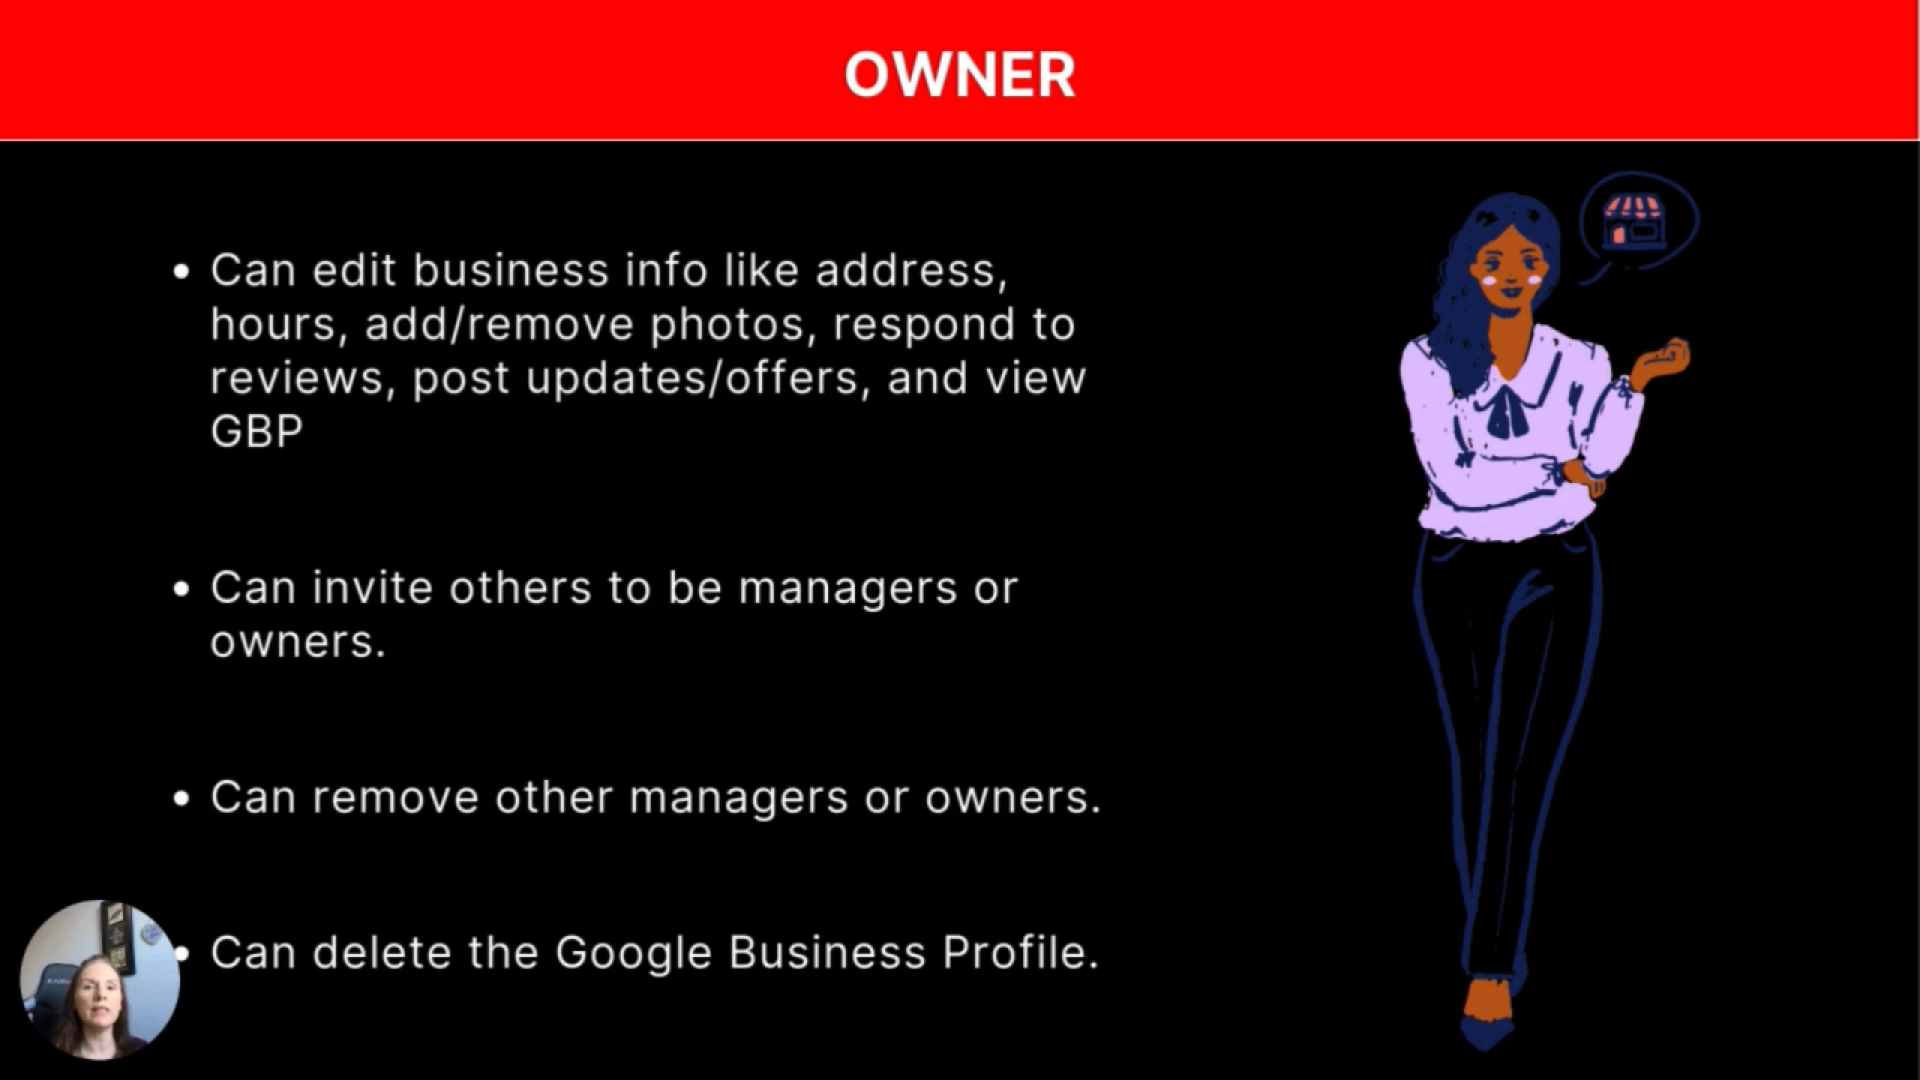 OWNER
• Can edit business info like address,
hours, add/remove photos, respond to
reviews, post updates/offers, and view
GBP
• Can invite others to be managers or
owners.
• Can remove other managers or owners.
• Can delete the Google Business Profile.